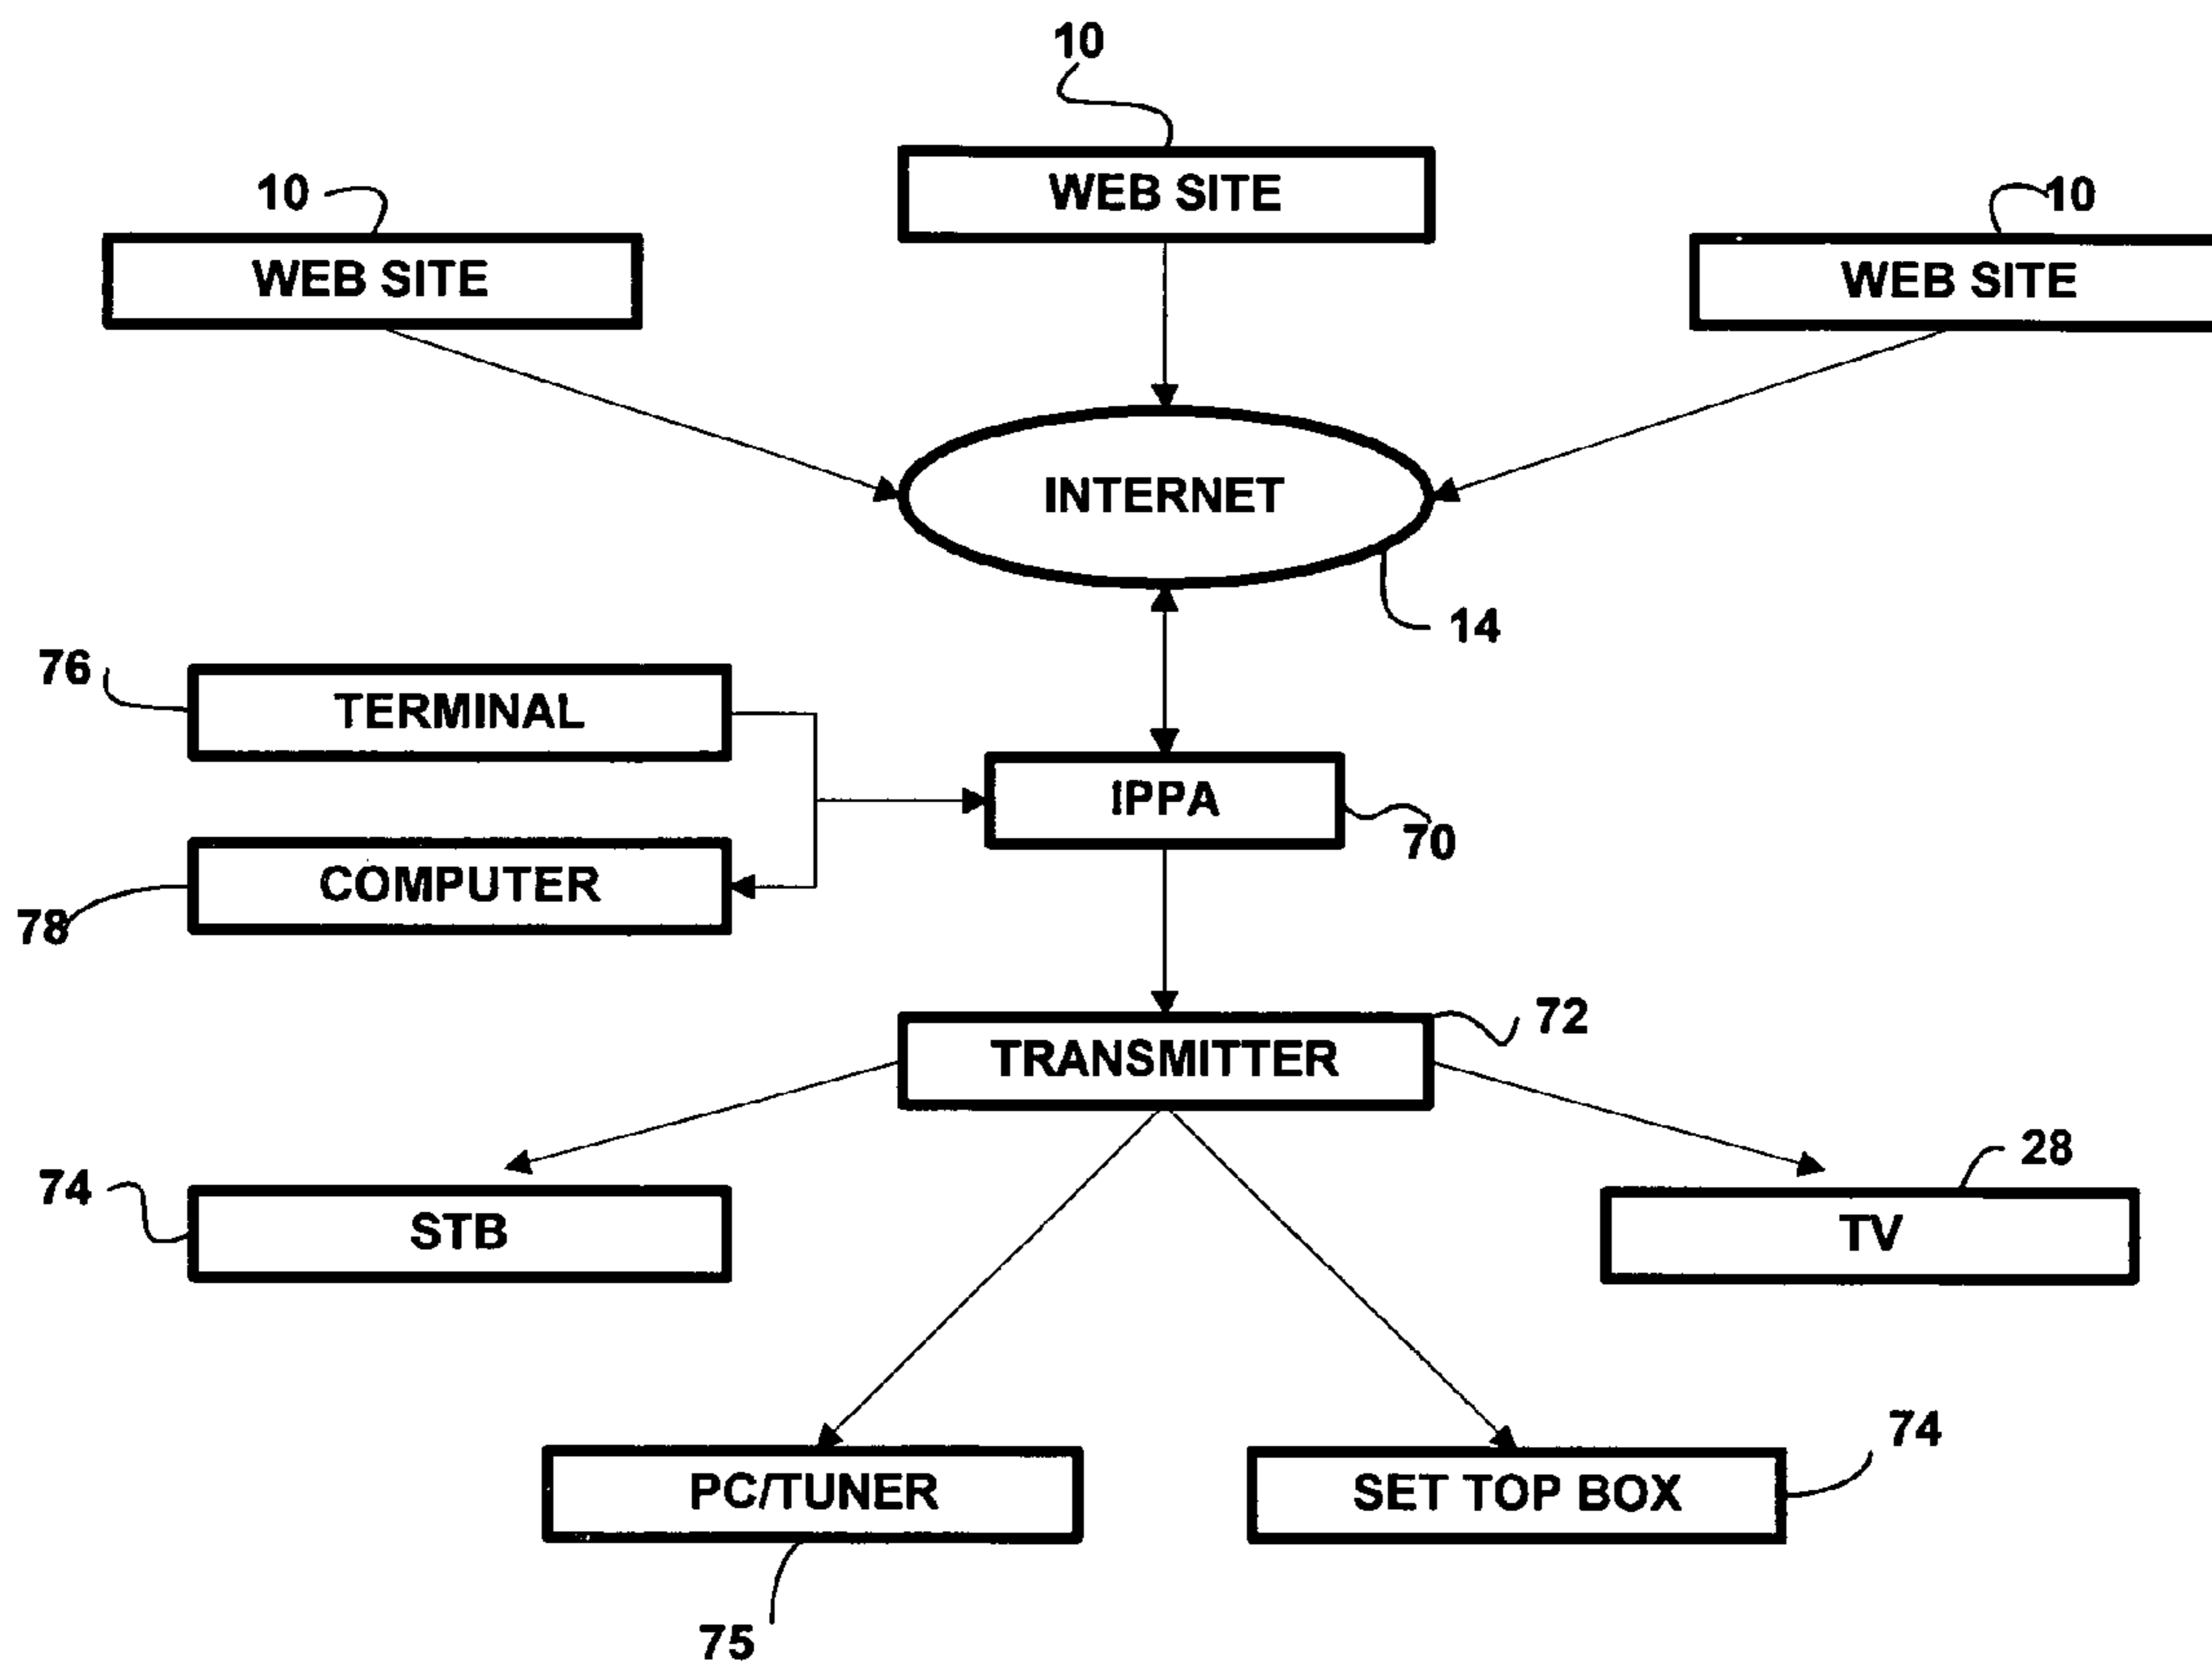 10
WEB SITE
10
WEB SITE
10
WEB SITE
INTERNET
14
76
TERMINAL
IPPA
70
COMPUTER
78
72
TRANSMITTER
74
STB
28
TV
PC/TUNER
75
SET TOP BOX
74